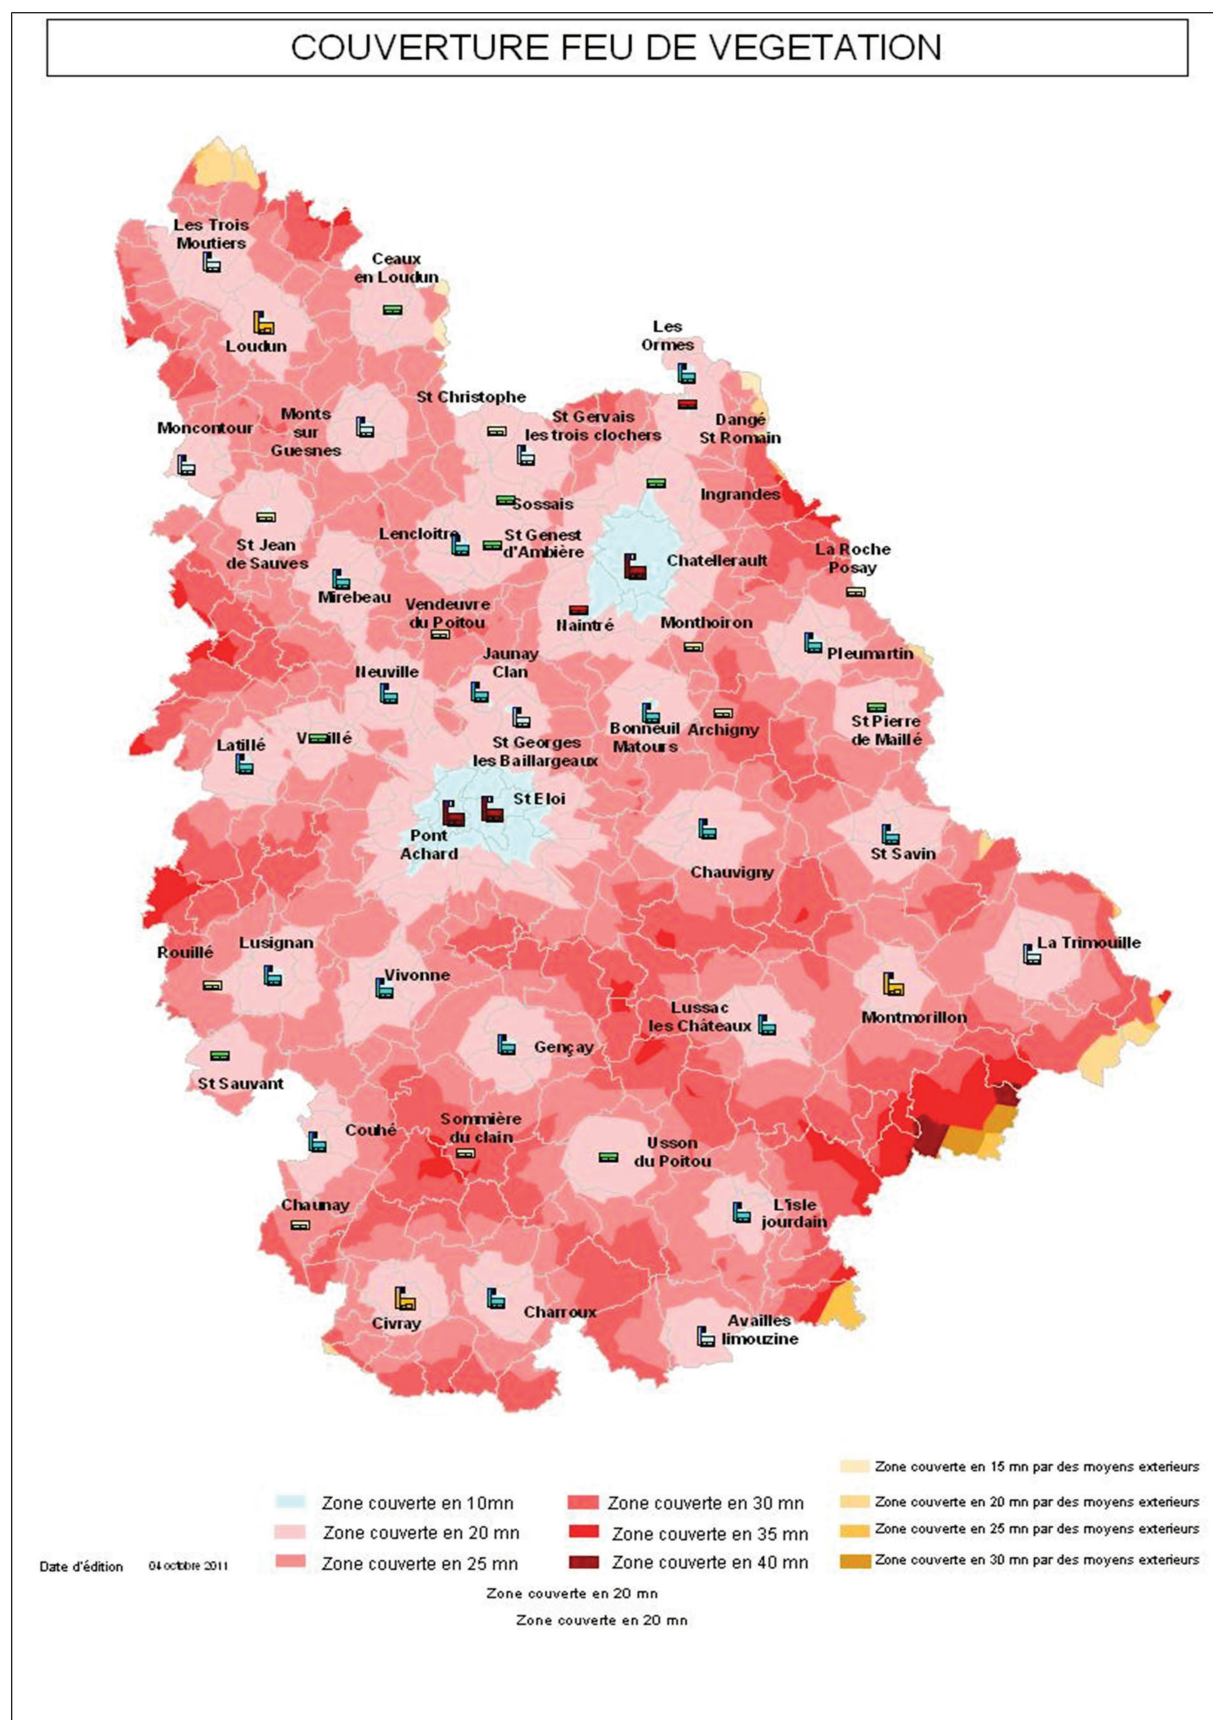 COUVERTURE FEU DE VEGETATION
Les Trois
Moutiers
Ceaux
en Loudun
Loudun
Les
Ormes
St Christophe
St Gervais
les trois clochers
Dangé
St Romain
Moncontour
Monts
sur
Guesnes
Ingrandes
Sossais
St Jean
de Sauves
Lencloitre
St Genest
d'Ambière
Chatellerault
La Roche
Posay
Mirebeau
Vendeuvre
du Poitou
Naintré
Monthoiron
Pleumartin
Neuville
Jaunay
Clan
St Pierre
de Maillé
Latillé
St Georges
les Baillargeaux
Bonneuil
Matours
Archigny
St Eloi
Pont
Achard
Chauvigny
St Savin
Rouillé
Lusignan
Vivonne
La Trimouille
Lussac
les Châteaux
Montmorillon
Gençay
St Sauvant
Couhé
Sommière
du clain
Usson
du Poitou
Chaunay
L'isle
jourdain
Civray
Charroux
Availles
limouzine
Zone couverte en 10mn
Zone couverte en 20 mn
Zone couverte en 25 mn
Zone couverte en 30 mn
Zone couverte en 35 mn
Zone couverte en 40 mn
Zone couverte en 15 mn par des moyens exterieurs
Zone couverte en 20 mn par des moyens exterieurs
Zone couverte en 25 mn par des moyens exterieurs
Zone couverte en 30 mn par des moyens exterieurs
Date d'édition 04 octobre 2011
Zone couverte en 20 mn
Zone couverte en 20 mn